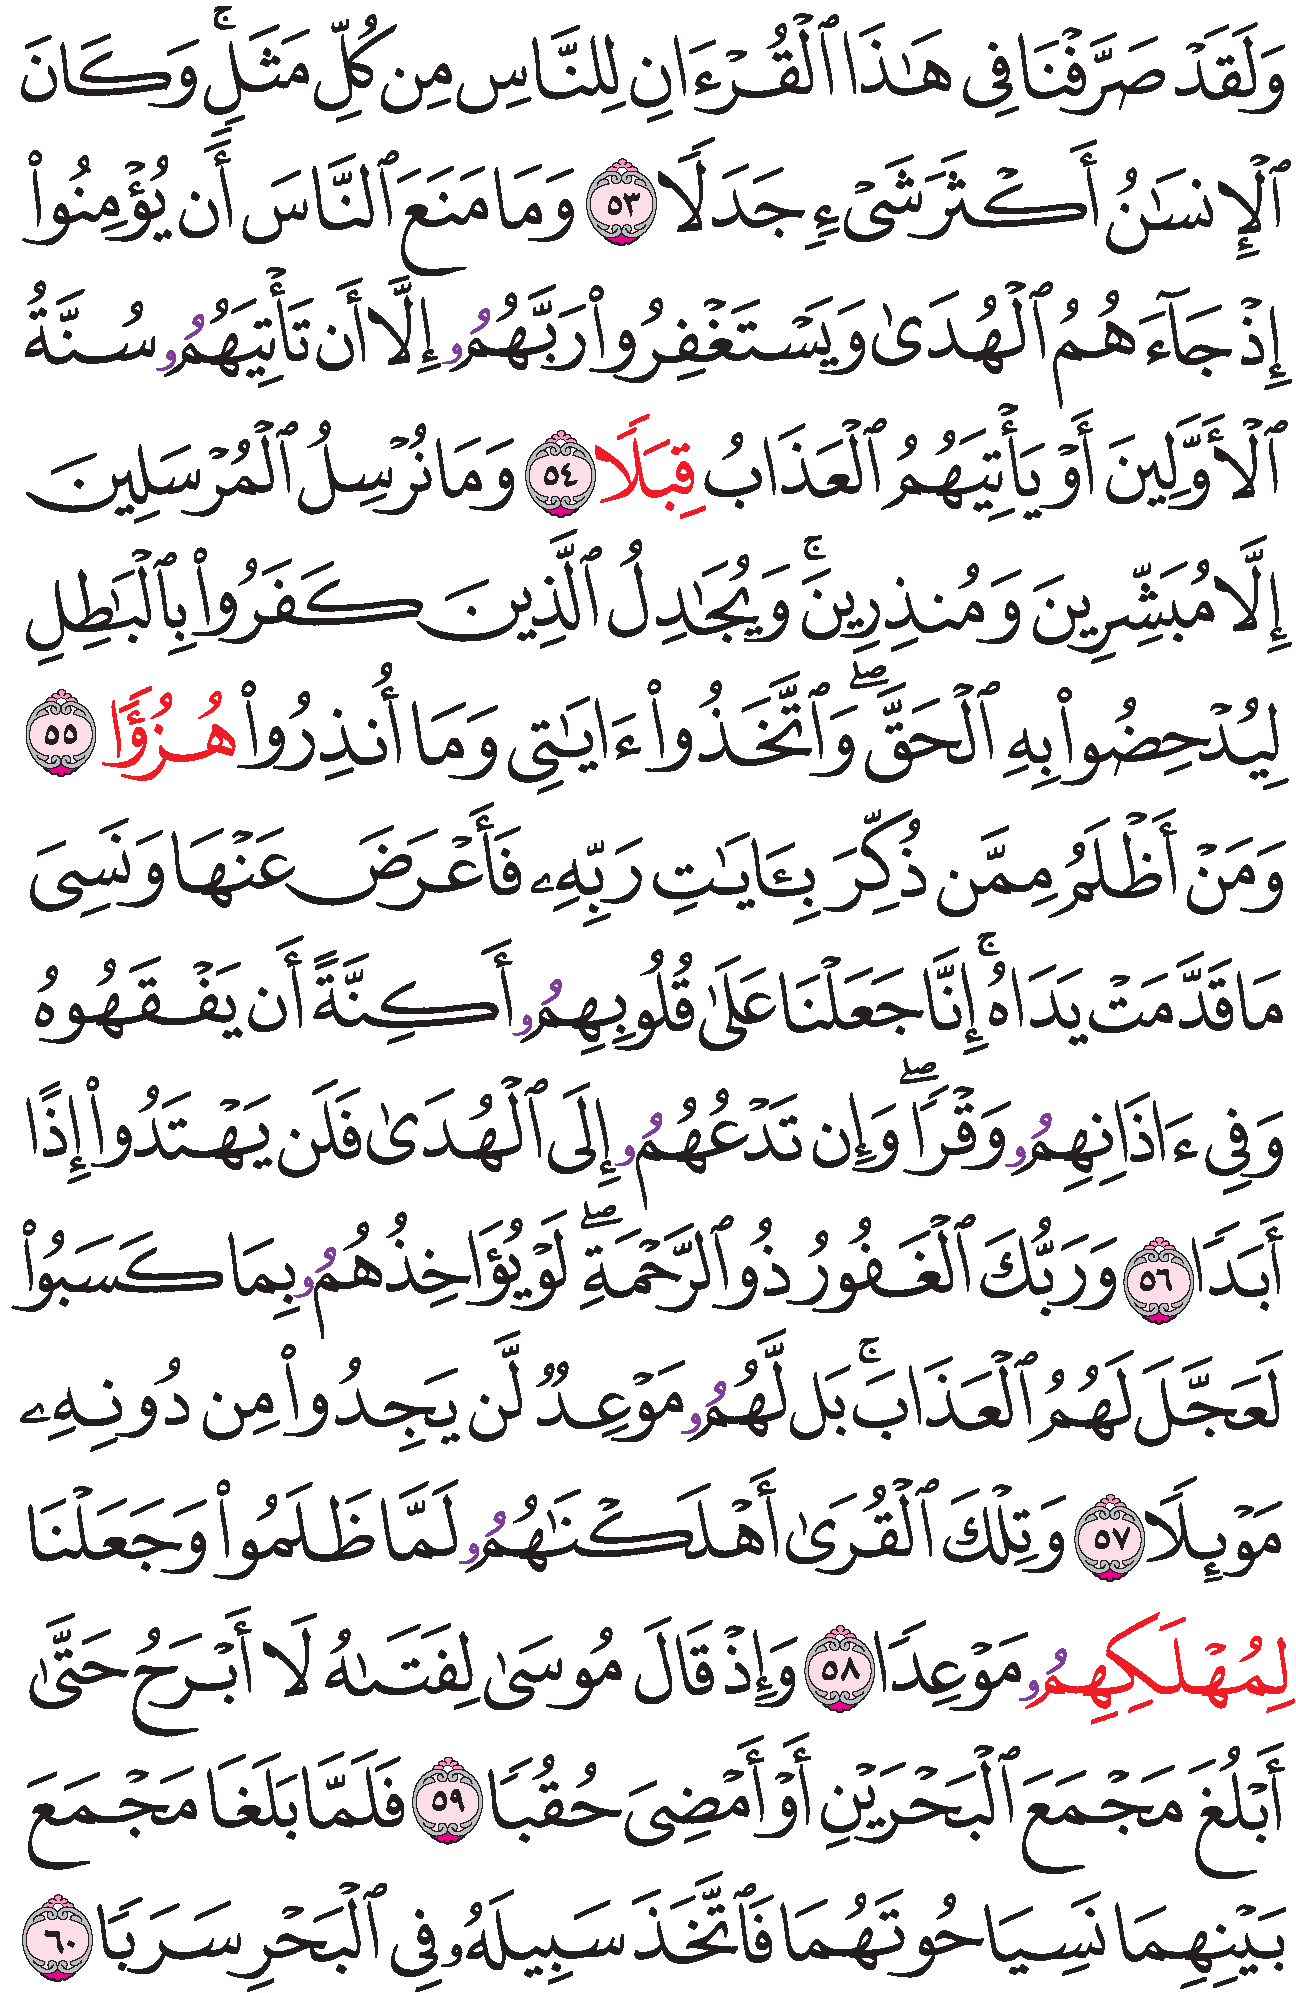 وَلَقَدْ صَرَّفْنَا فِى هَـٰذَا ٱلْقُرْءَانِ لِلنَّاسِ مِن كُلِّ مَثَلٍۚ وَكَانَ
ٱلْإِنسَـٰنُ أَكْثَرَ شَىْءٍ جَدَلًا ٥٣ وَمَا مَنَعَ ٱلنَّاسَ أَن يُؤْمِنُوا۟
إِذْ جَآءَهُمُ ٱلْهُدَىٰ وَيَسْتَغْفِرُوا۟ رَبَّهُمُۥ إِلَّا أَن تَأْتِيَهُمُۥ سُنَّةُ
ٱلْأَوَّلِينَ أَوْ يَأْتِيَهُمُ ٱلْعَذَابُ قِبَلًا ٥٤ وَمَا نُرْسِلُ ٱلْمُرْسَلِينَ
إِلَّا مُبَشِّرِينَ وَمُنذِرِينَۚ وَيُجَـٰدِلُ ٱلَّذِينَ كَفَرُوا۟ بِٱلْبَـٰطِلِ
لِيُدْحِضُوا۟ بِهِ ٱلْحَقَّۖ وَٱتَّخَذُوا۟ ءَايَـٰتِى وَمَا أُنذِرُوا۟ هُزُؤًا ٥٥
وَمَنْ أَظْلَمُ مِمَّن ذُكِّرَ بِـَٔايَـٰتِ رَبِّهِۦ فَأَعْرَضَ عَنْهَا وَنَسِىَ
مَا قَدَّمَتْ يَدَاهُۚ إِنَّا جَعَلْنَا عَلَىٰ قُلُوبِهِمُۥ أَكِنَّةً أَن يَفْقَهُوهُ
وَفِى ءَاذَانِهِمُۥ وَقْرًاۖ وَإِن تَدْعُهُمُۥ إِلَى ٱلْهُدَىٰ فَلَن يَهْتَدُوا۟ إِذًا
أَبَدًا ٥٦ وَرَبُّكَ ٱلْغَفُورُ ذُو ٱلرَّحْمَةِۖ لَوْ يُؤَاخِذُهُمُۥ بِمَا كَسَبُوا۟
لَعَجَّلَ لَهُمُ ٱلْعَذَابَۚ بَل لَّهُمُۥ مَوْعِدٌ لَّن يَجِدُوا۟ مِن دُونِهِۦ
مَوْئِلًا ٥٧ وَتِلْكَ ٱلْقُرَىٰ أَهْلَكْنَـٰهُمُۥ لَمَّا ظَلَمُوا۟ وَجَعَلْنَا
لِمُهْلَكِهِمُۥ مَوْعِدًا ٥٨ وَإِذْ قَالَ مُوسَىٰ لِفَتَىٰهُ لَا أَبْرَحُ حَتَّىٰ
أَبْلُغَ مَجْمَعَ ٱلْبَحْرَيْنِ أَوْ أَمْضِىَ حُقُبًا ٥٩ فَلَمَّا بَلَغَا مَجْمَعَ
بَيْنِهِمَا نَسِيَا حُوتَهُمَا فَٱتَّخَذَ سَبِيلَهُۥ فِى ٱلْبَحْرِ سَرَبًا ٦٠